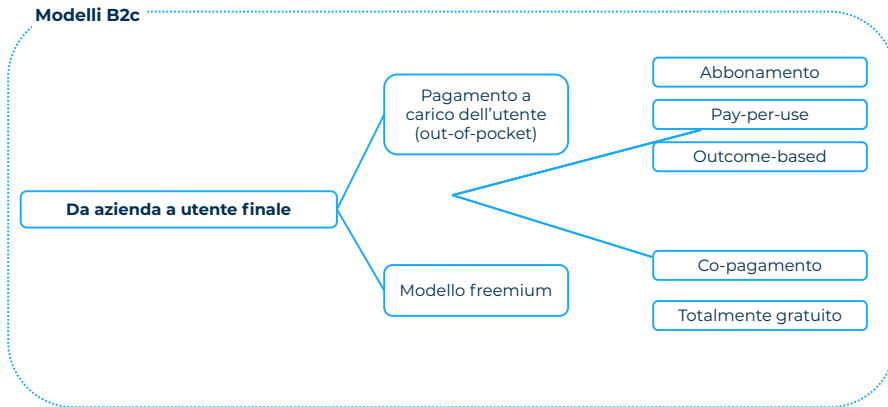 Modelli B2c
Da azienda a utente finale
Pagamento a
carico dell'utente
(out-of-pocket)
Modello freemium
Abbonamento
Pay-per-use
Outcome-based
Co-pagamento
Totalmente gratuito